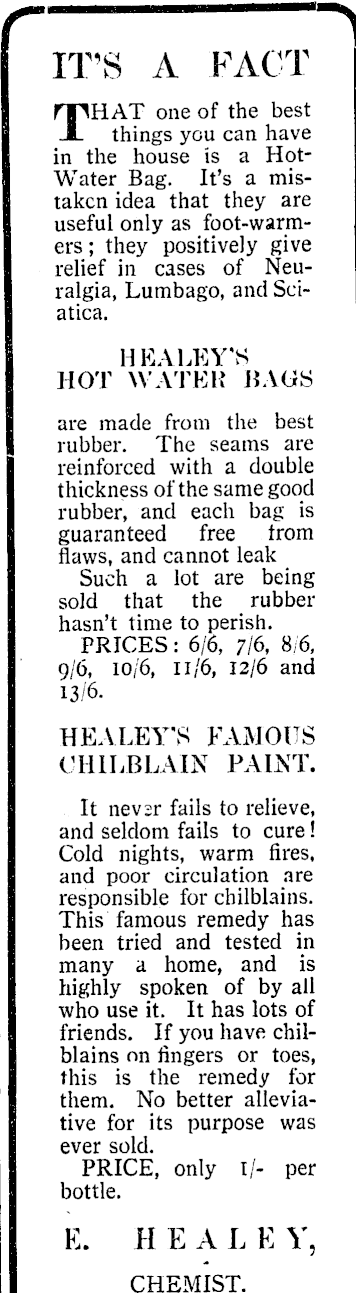 IT'S A FACT
THAT one of the best
things you can have
in the house is a Hot-
Water Bag. It's a mis-
taken idea that they are
useful only as foot-warm-
ers; they positively give
relief in cases of Neu-
ralgia, Lumbago, and Sci-
atica.
HEALEY'S
HOT WATER BAGS
are made from the best
rubber. The seams are
reinforced with a double
thickness of the same good
rubber, and each bag is
guaranteed free from
flaws, and cannot leak
Such a lot are being
sold that the rubber
hasn't time to perish.
PRICES: 6/6, 7/6, 8/6,
9/6, 10/6, 11/6, 12/6 and
13/6.
HEALEY'S FAMOUS
CHILBLAIN PAINT.
It never fails to relieve,
and seldom fails to cure!
Cold nights, warm fires,
and poor circulation are
responsible for chilblains.
This famous remedy has
been tried and tested in
many a home, and is
highly spoken of by all
who use it. It has lots of
friends. If you have chil-
blains on fingers or toes,
this is the remedy for
them. No better allevia-
tive for its purpose was
ever sold.
PRICE, only 1/- per
bottle.
E. HEALEY,
CHEMIST.